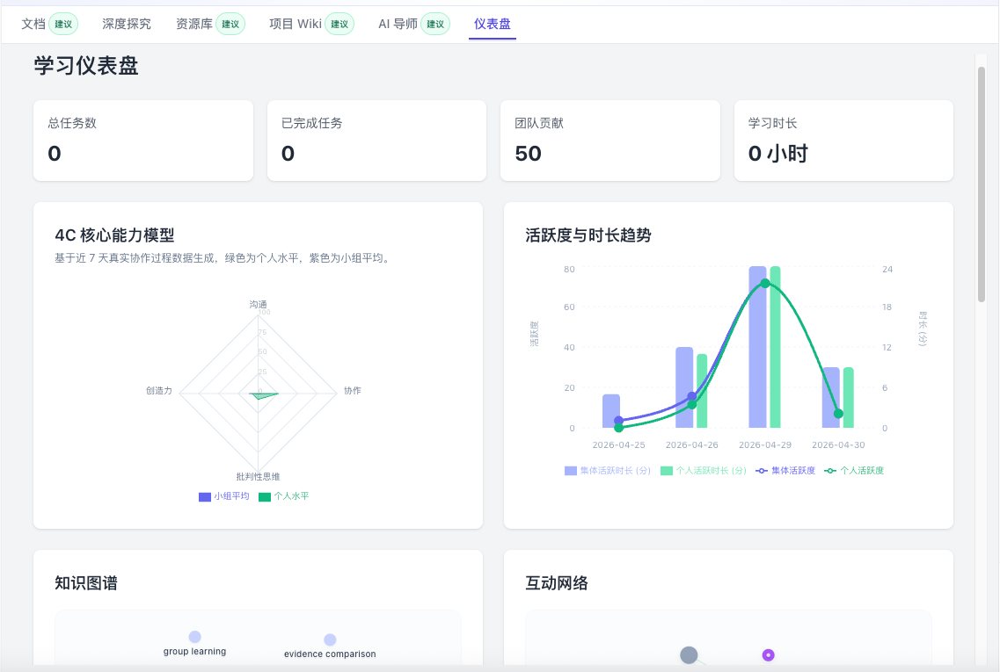 文档 建议 深度探究 资源库 建议 项目 Wiki 建议 AI 导师 建议 仪表盘
学习仪表盘
总任务数
0
已完成任务
0
团队贡献
50
学习时长
0 小时
4C 核心能力模型
基于近 7 天真实协作过程数据生成，绿色为个人水平，紫色为小组平均。
沟通
100
75
50
25
0
创造力
协作
批判性思维
小组平均 个人水平
活跃度与时长趋势
80
60
40
20
0
活跃度
24
18
12
6
0
时长 (分)
2026-04-25 2026-04-26 2026-04-29 2026-04-30
集体活跃时长 (分) 个人活跃时长 (分) 集体活跃度 个人活跃度
知识图谱
group learning
evidence comparison
互动网络